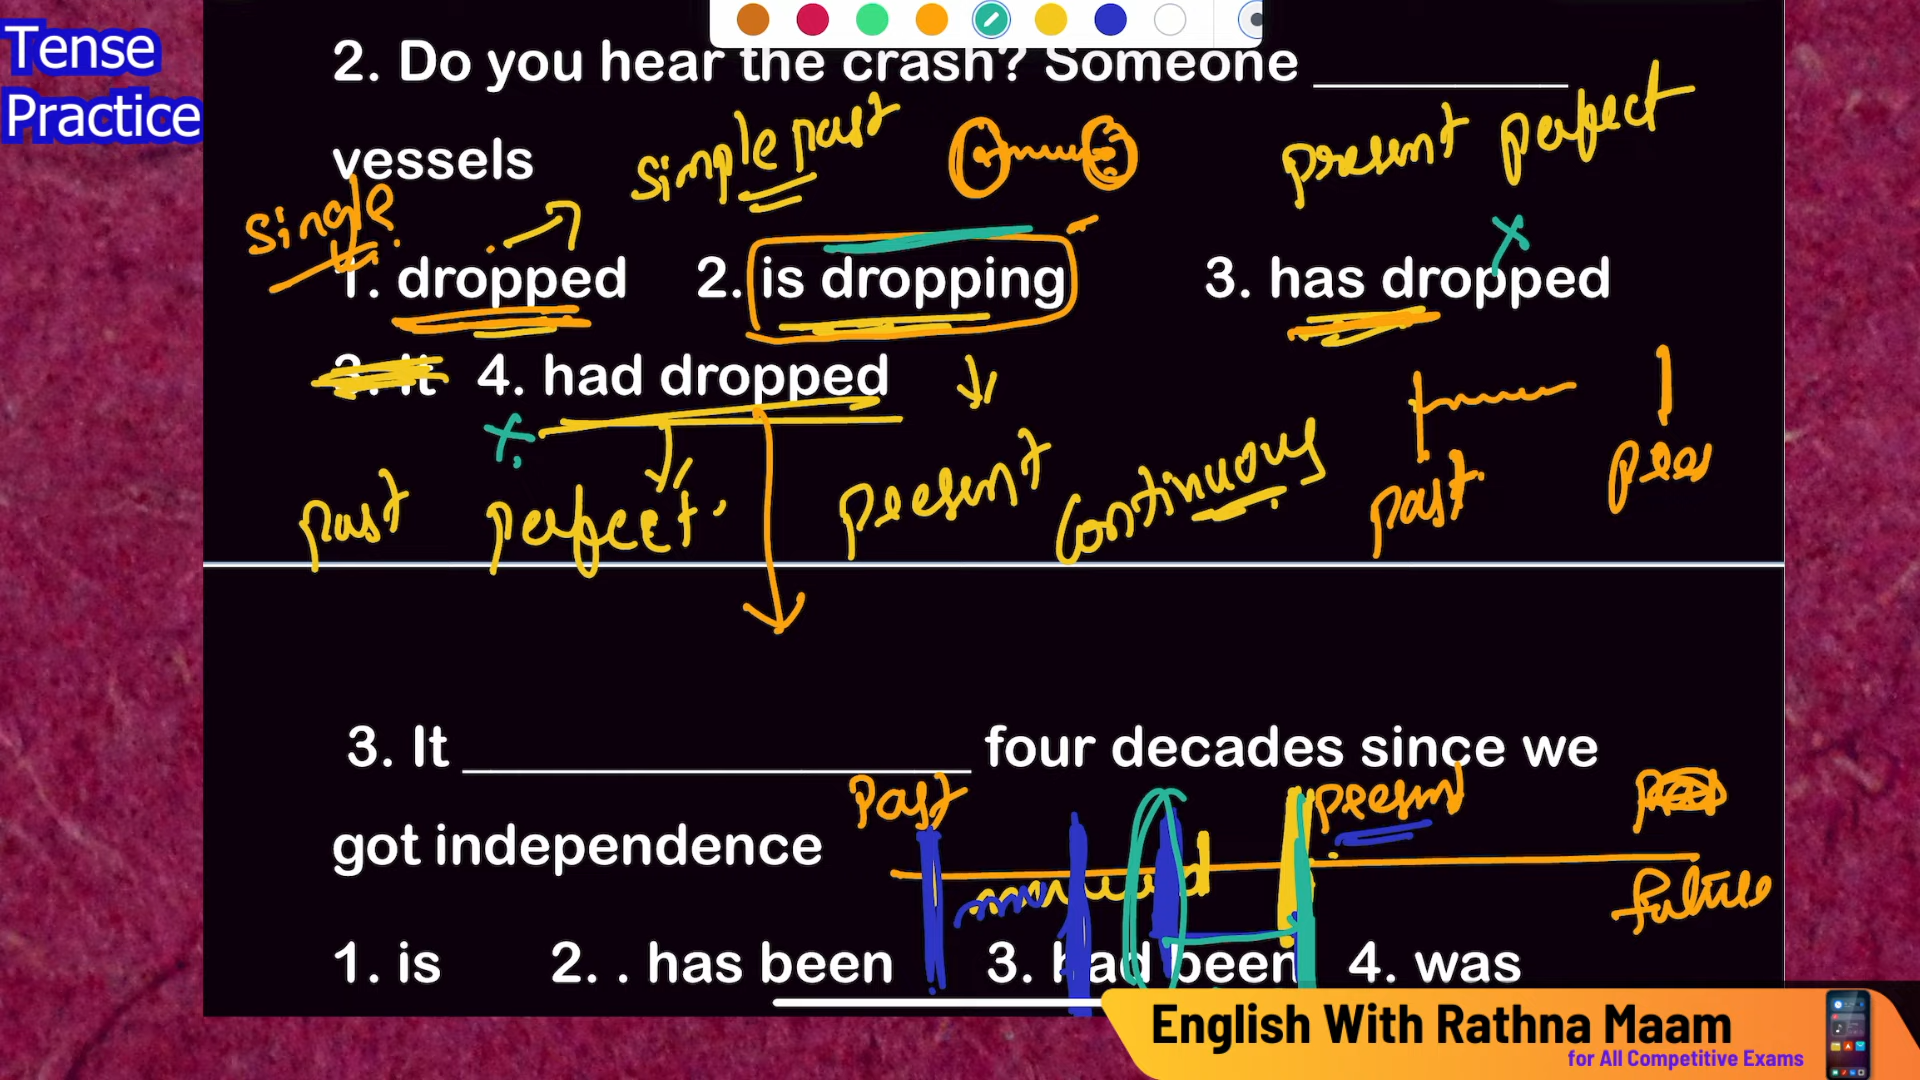 Tense
Practice
2. Do you hear the crash? Someone ________
vessels
simple past
present perfect
single
1. dropped 2. is dropping 3. has dropped
3. It 4. had dropped
past perfect
present continuous
past
pres
3. It ________________ four decades since we
past
present
got independence
future
1. is 2. . has been 3. had been 4. was
English With Rathna Maam
for All Competitive Exams